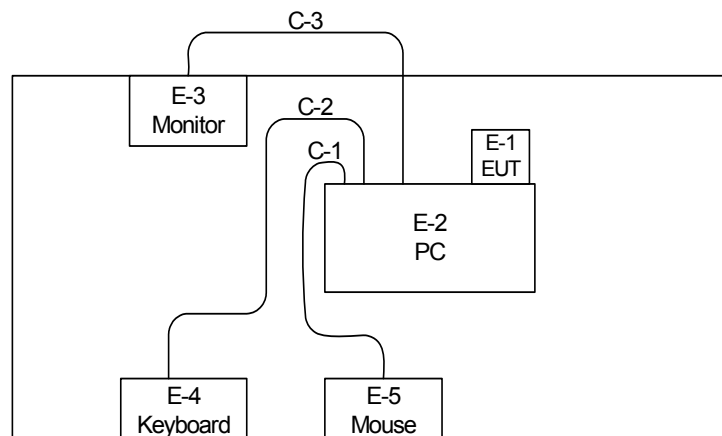 C-3
E-3
Monitor
C-2
C-1
E-1
EUT
E-2
PC
E-4
Keyboard
E-5
Mouse